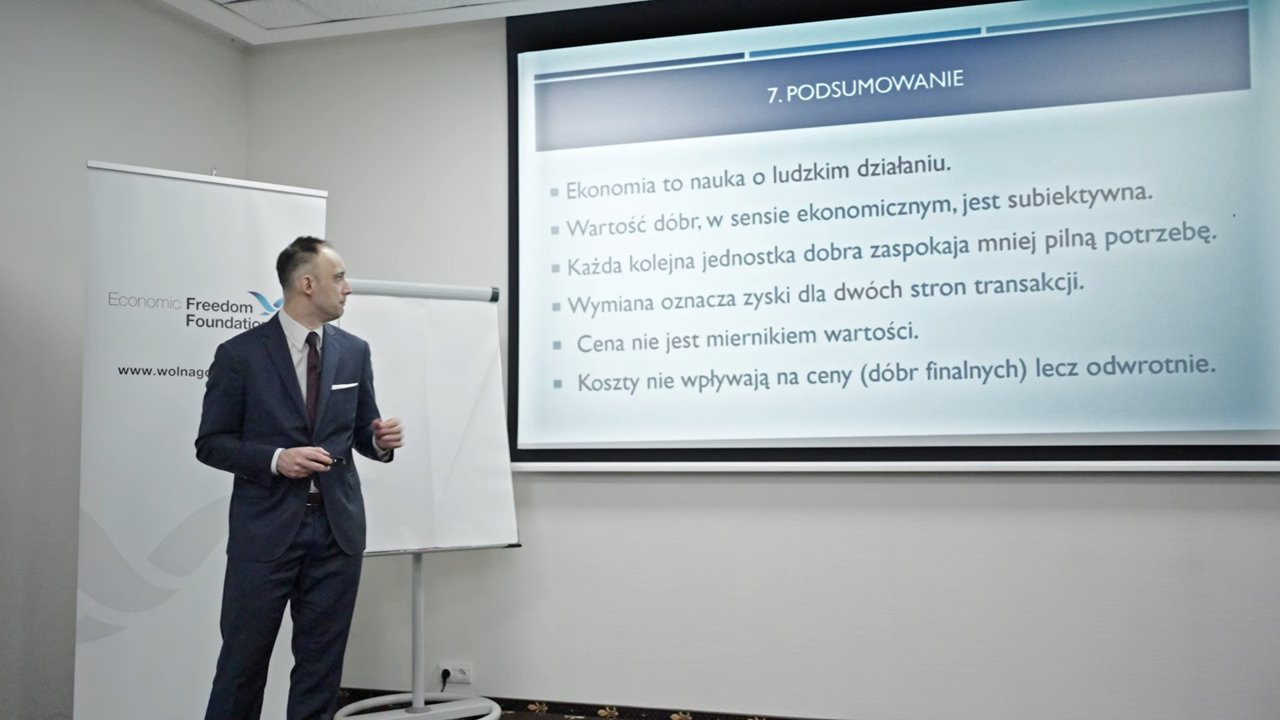 Economic Freedom
Foundation
7. PODSUMOWANIE
Ekonomia to nauka o ludzkim działaniu.
Wartość dóbr, w sensie ekonomicznym, jest subiektywna.
Każda kolejna jednostka dobra zaspokaja mniej pilną potrzebę.
Wymiana oznacza zyski dla dwóch stron transakcji.
Cena nie jest miernikiem wartości.
Koszty nie wpływają na ceny (dóbr finalnych) lecz odwrotnie.